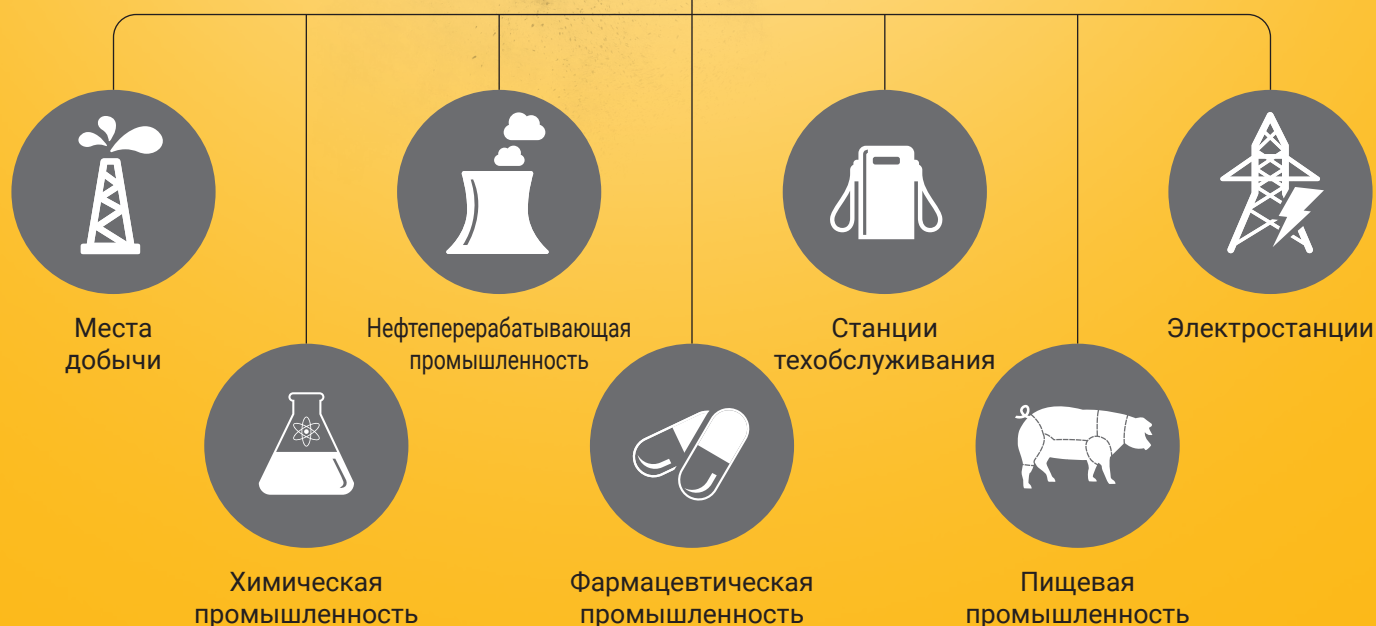 Места
добычи
Нефтеперерабатывающая
промышленность
Станции
техобслуживания
Электростанции
Химическая
промышленность
Фармацевтическая
промышленность
Пищевая
промышленность